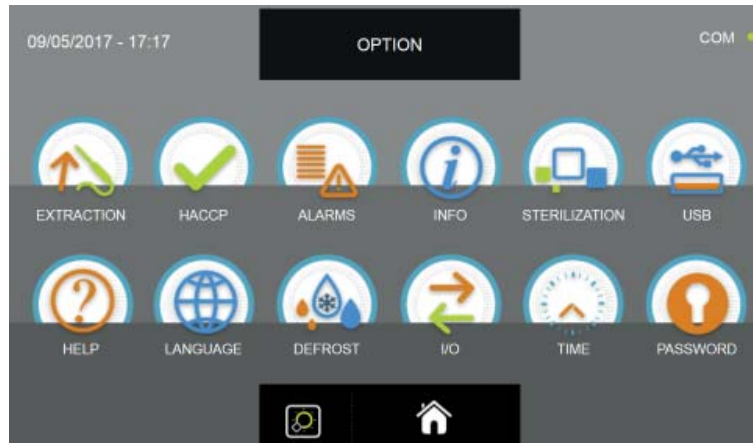 09/05/2017 - 17:17
OPTION
COM
EXTRACTION HACCP ALARMS INFO STERILIZATION USB
HELP LANGUAGE DEFROST I/O TIME PASSWORD